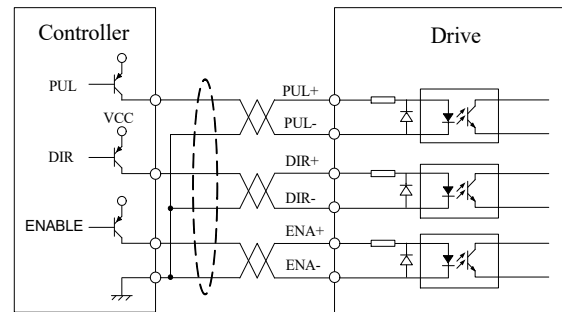 Controller
Drive
PUL
PUL+
PUL-
VCC
DIR
DIR+
DIR-
ENABLE
ENA+
ENA-